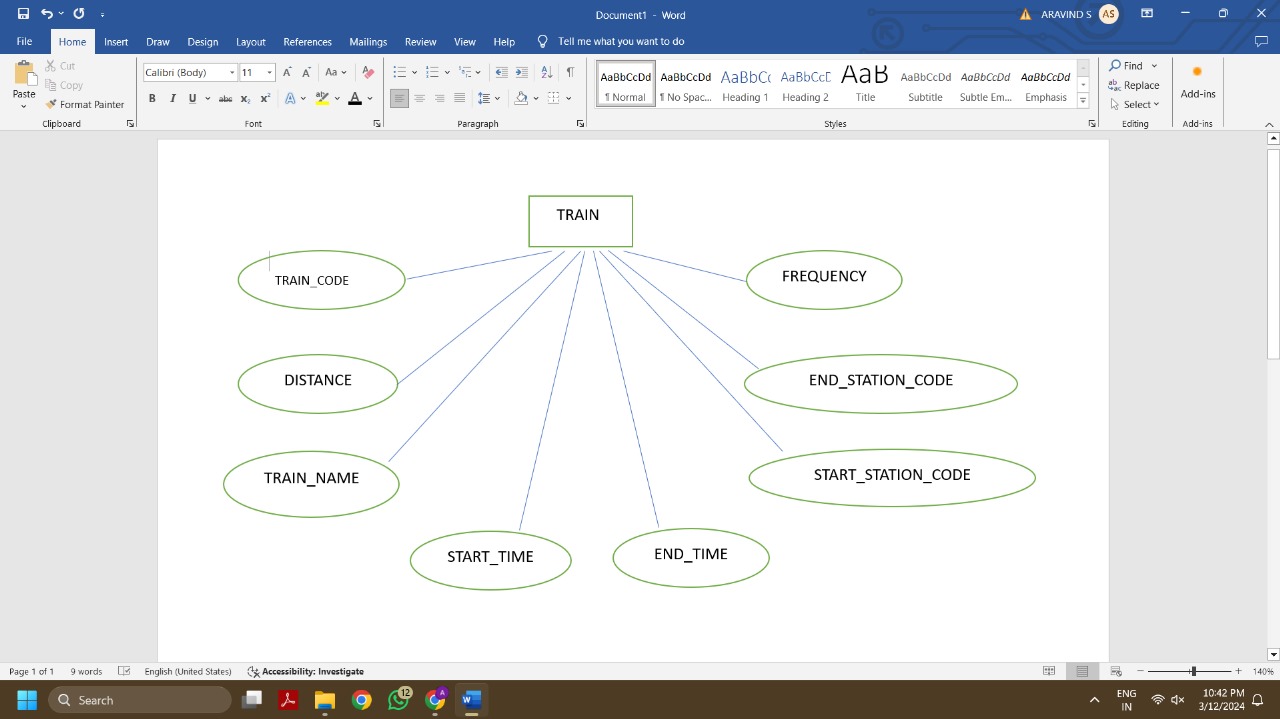 Document1 - Word
ARAVIND S
AS
File Home Insert Draw Design Layout References Mailings Review View Help Tell me what you want to do
Paste
Cut
Copy
Format Painter
Clipboard
Calibri (Body) 11
Aa
B I U abc x₂ x² A A
Font
Paragraph
AaBbCcDd AaBbCcDd AaBbCc AaBbCcD AaB AaBbCcDd AaBbCcDd AaBbCcDd
¶ Normal ¶ No Spac... Heading 1 Heading 2 Title Subtitle Subtle Em... Emphasis
Styles
Find
Replace
Select
Editing
Add-ins
Add-ins
TRAIN
TRAIN_CODE
FREQUENCY
DISTANCE
END_STATION_CODE
TRAIN_NAME
START_STATION_CODE
START_TIME
END_TIME
Page 1 of 1 9 words English (United States) Accessibility: Investigate 140%
Search
12
A
ENG
IN
10:42 PM
3/12/2024